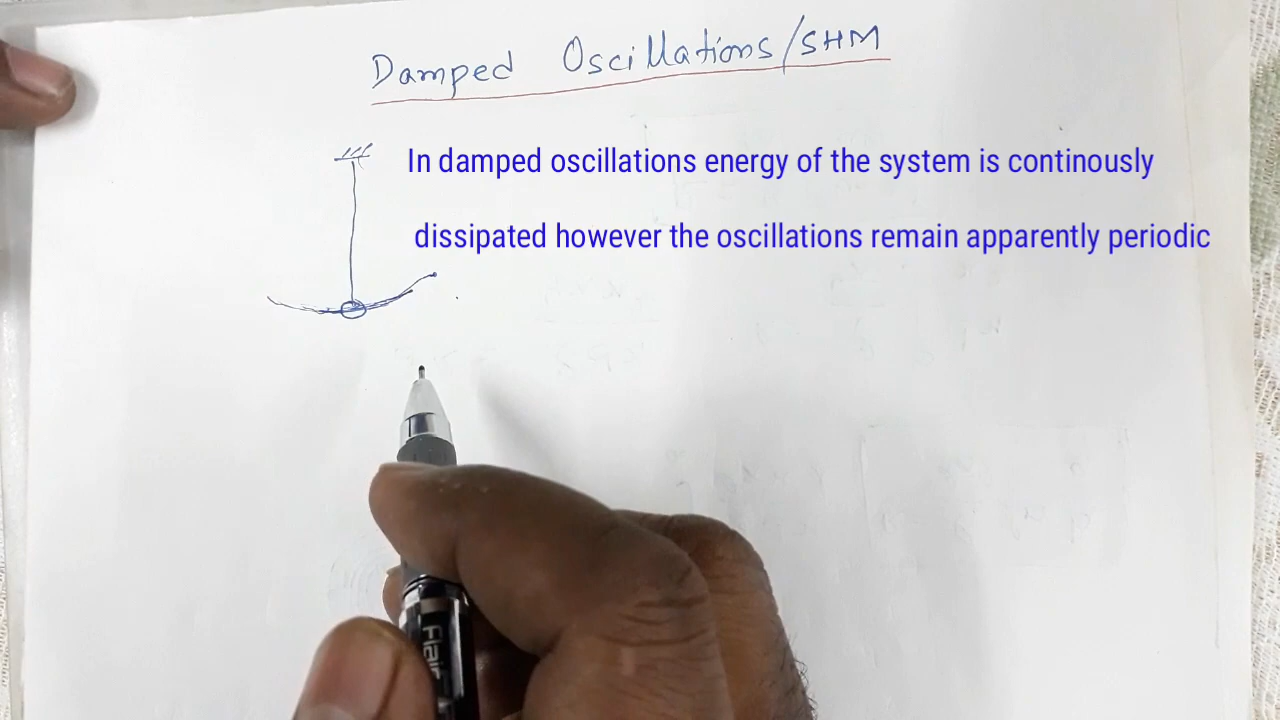 Damped Oscillations/SHM
In damped oscillations energy of the system is continously
dissipated however the oscillations remain apparently periodic
Flair